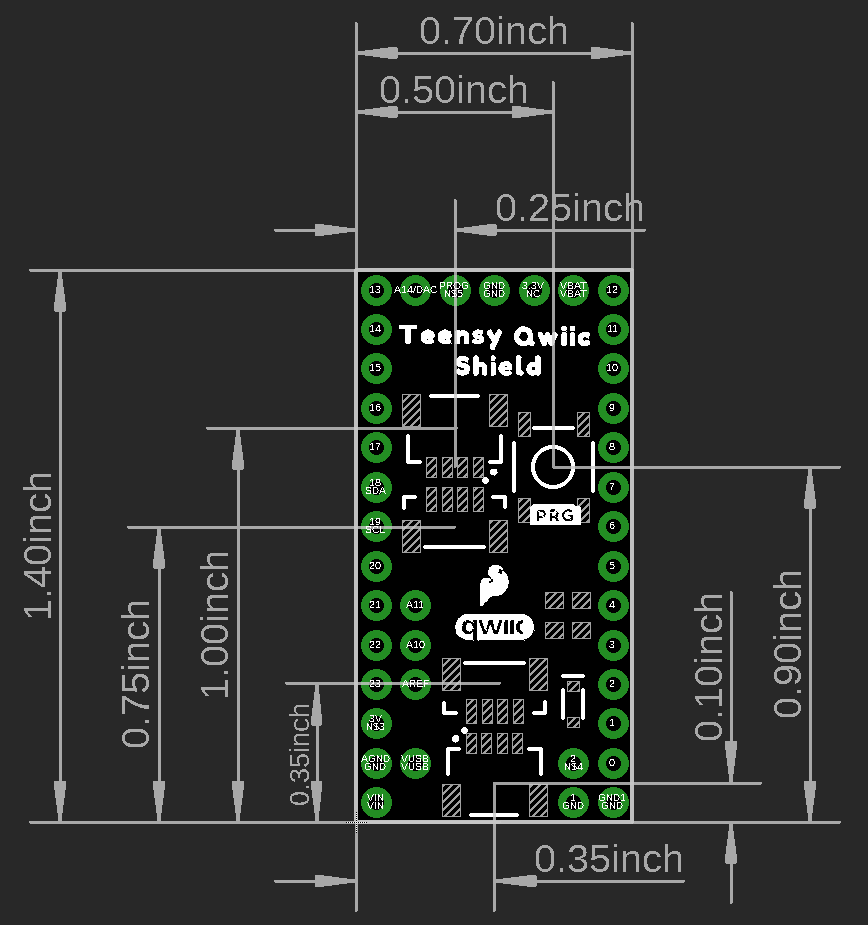 0.70inch
0.50inch
0.25inch
13 A14/DAC PROG GND 3.3V VBAT 12
N$5 GND NC VBAT
14 Teensy Qwiic 11
15 Shield 10
16 9
17 8
18 7
SDA
19 PRG 6
SCL
20 5
21 A11 4
22 qwiic A10 3
23 AREF 2
3V 1
N$3
AGND VUSB 2 0
GND VUSB N$4
VIN 1 GND1
VIN GND GND
1.40inch
0.75inch
1.00inch
0.35inch
0.10inch
0.90inch
0.35inch